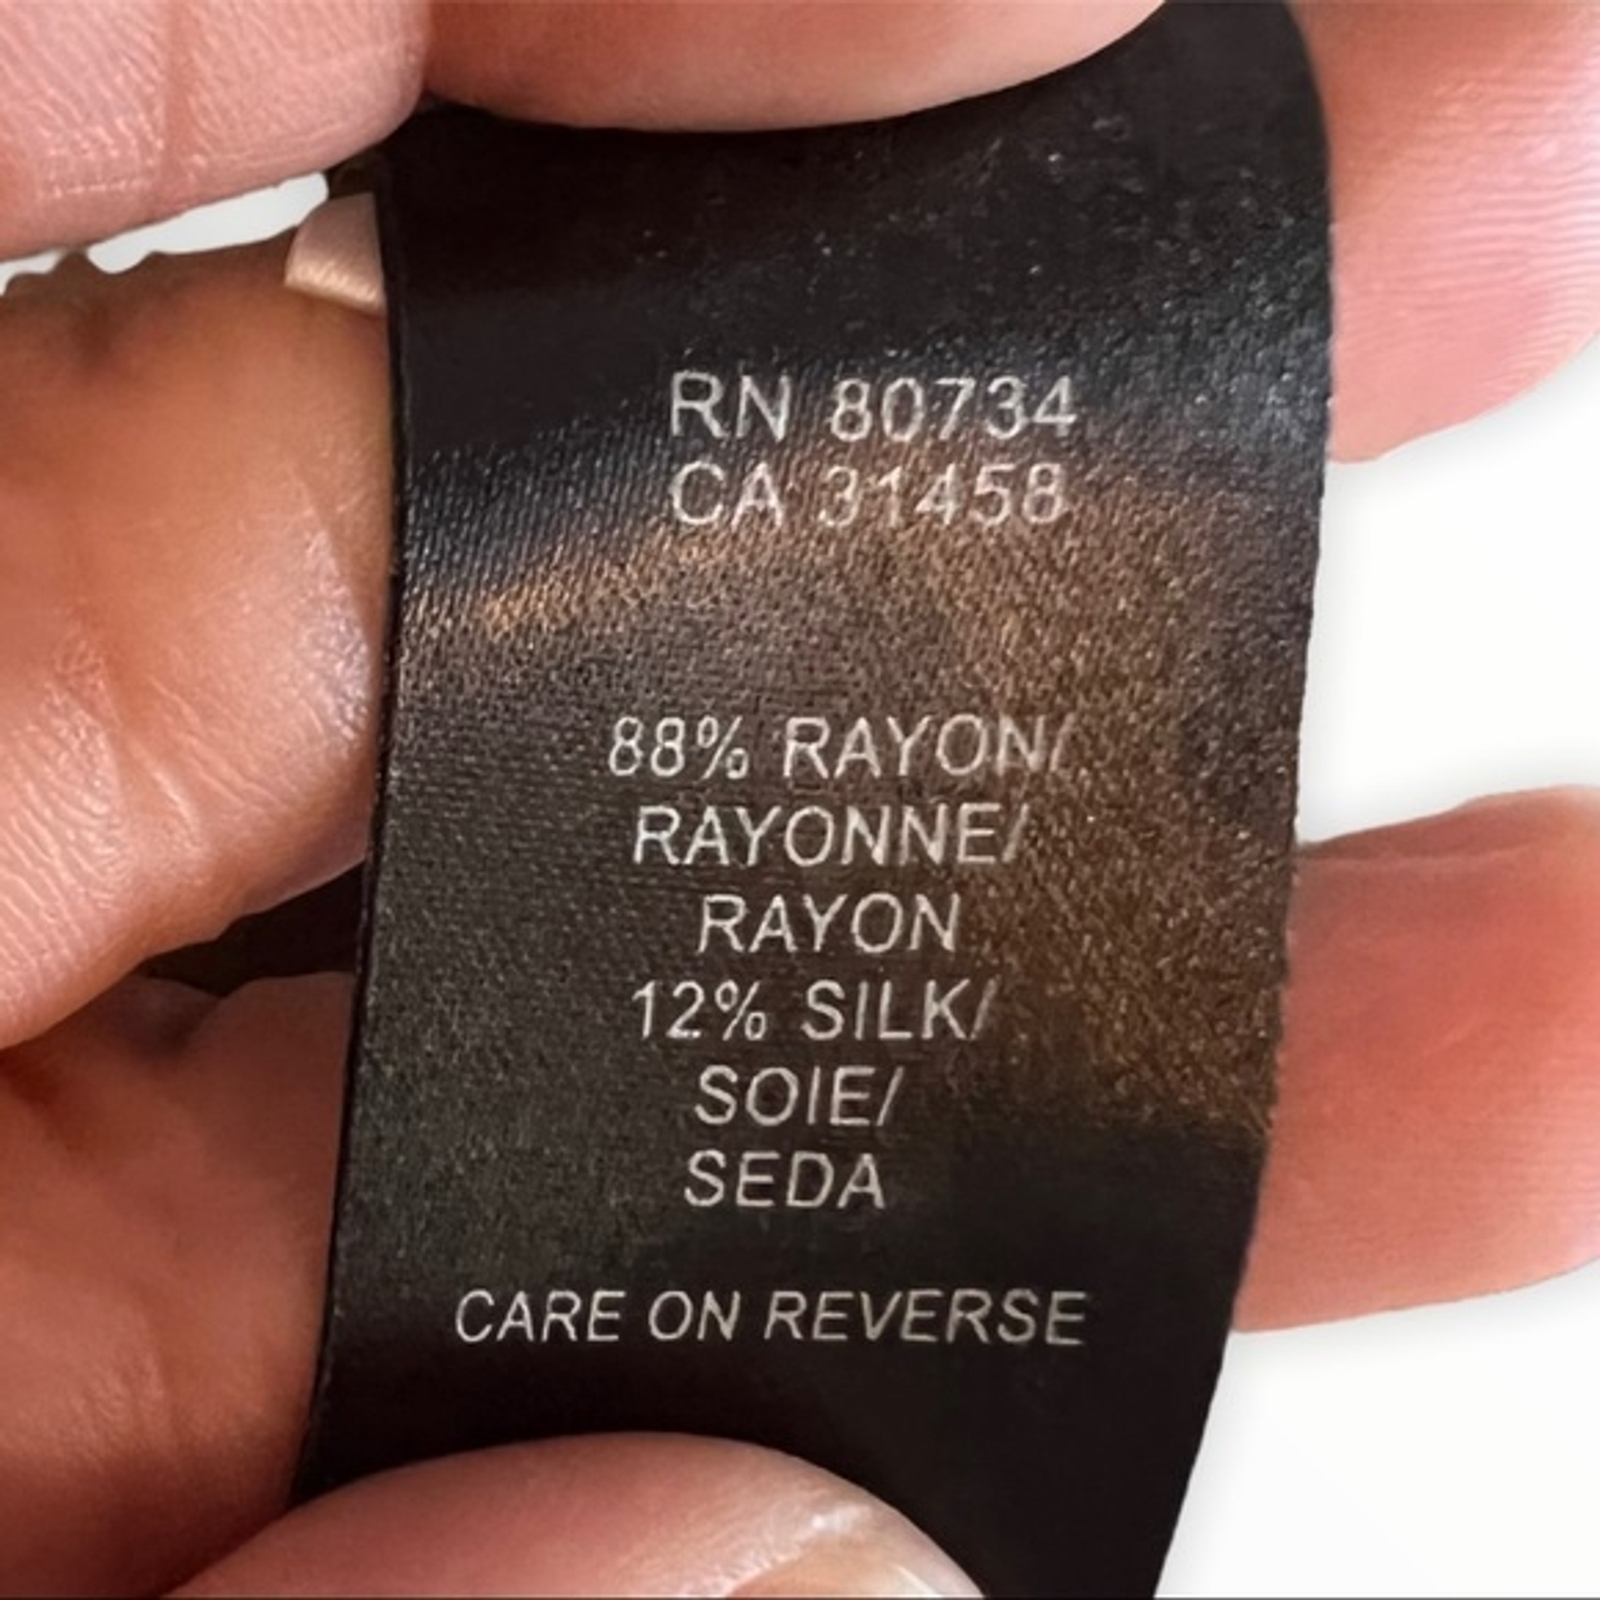 RN 80734
CA 31458
88% RAYON/
RAYONNE/
RAYON
12% SILK/
SOIE/
SEDA
CARE ON REVERSE